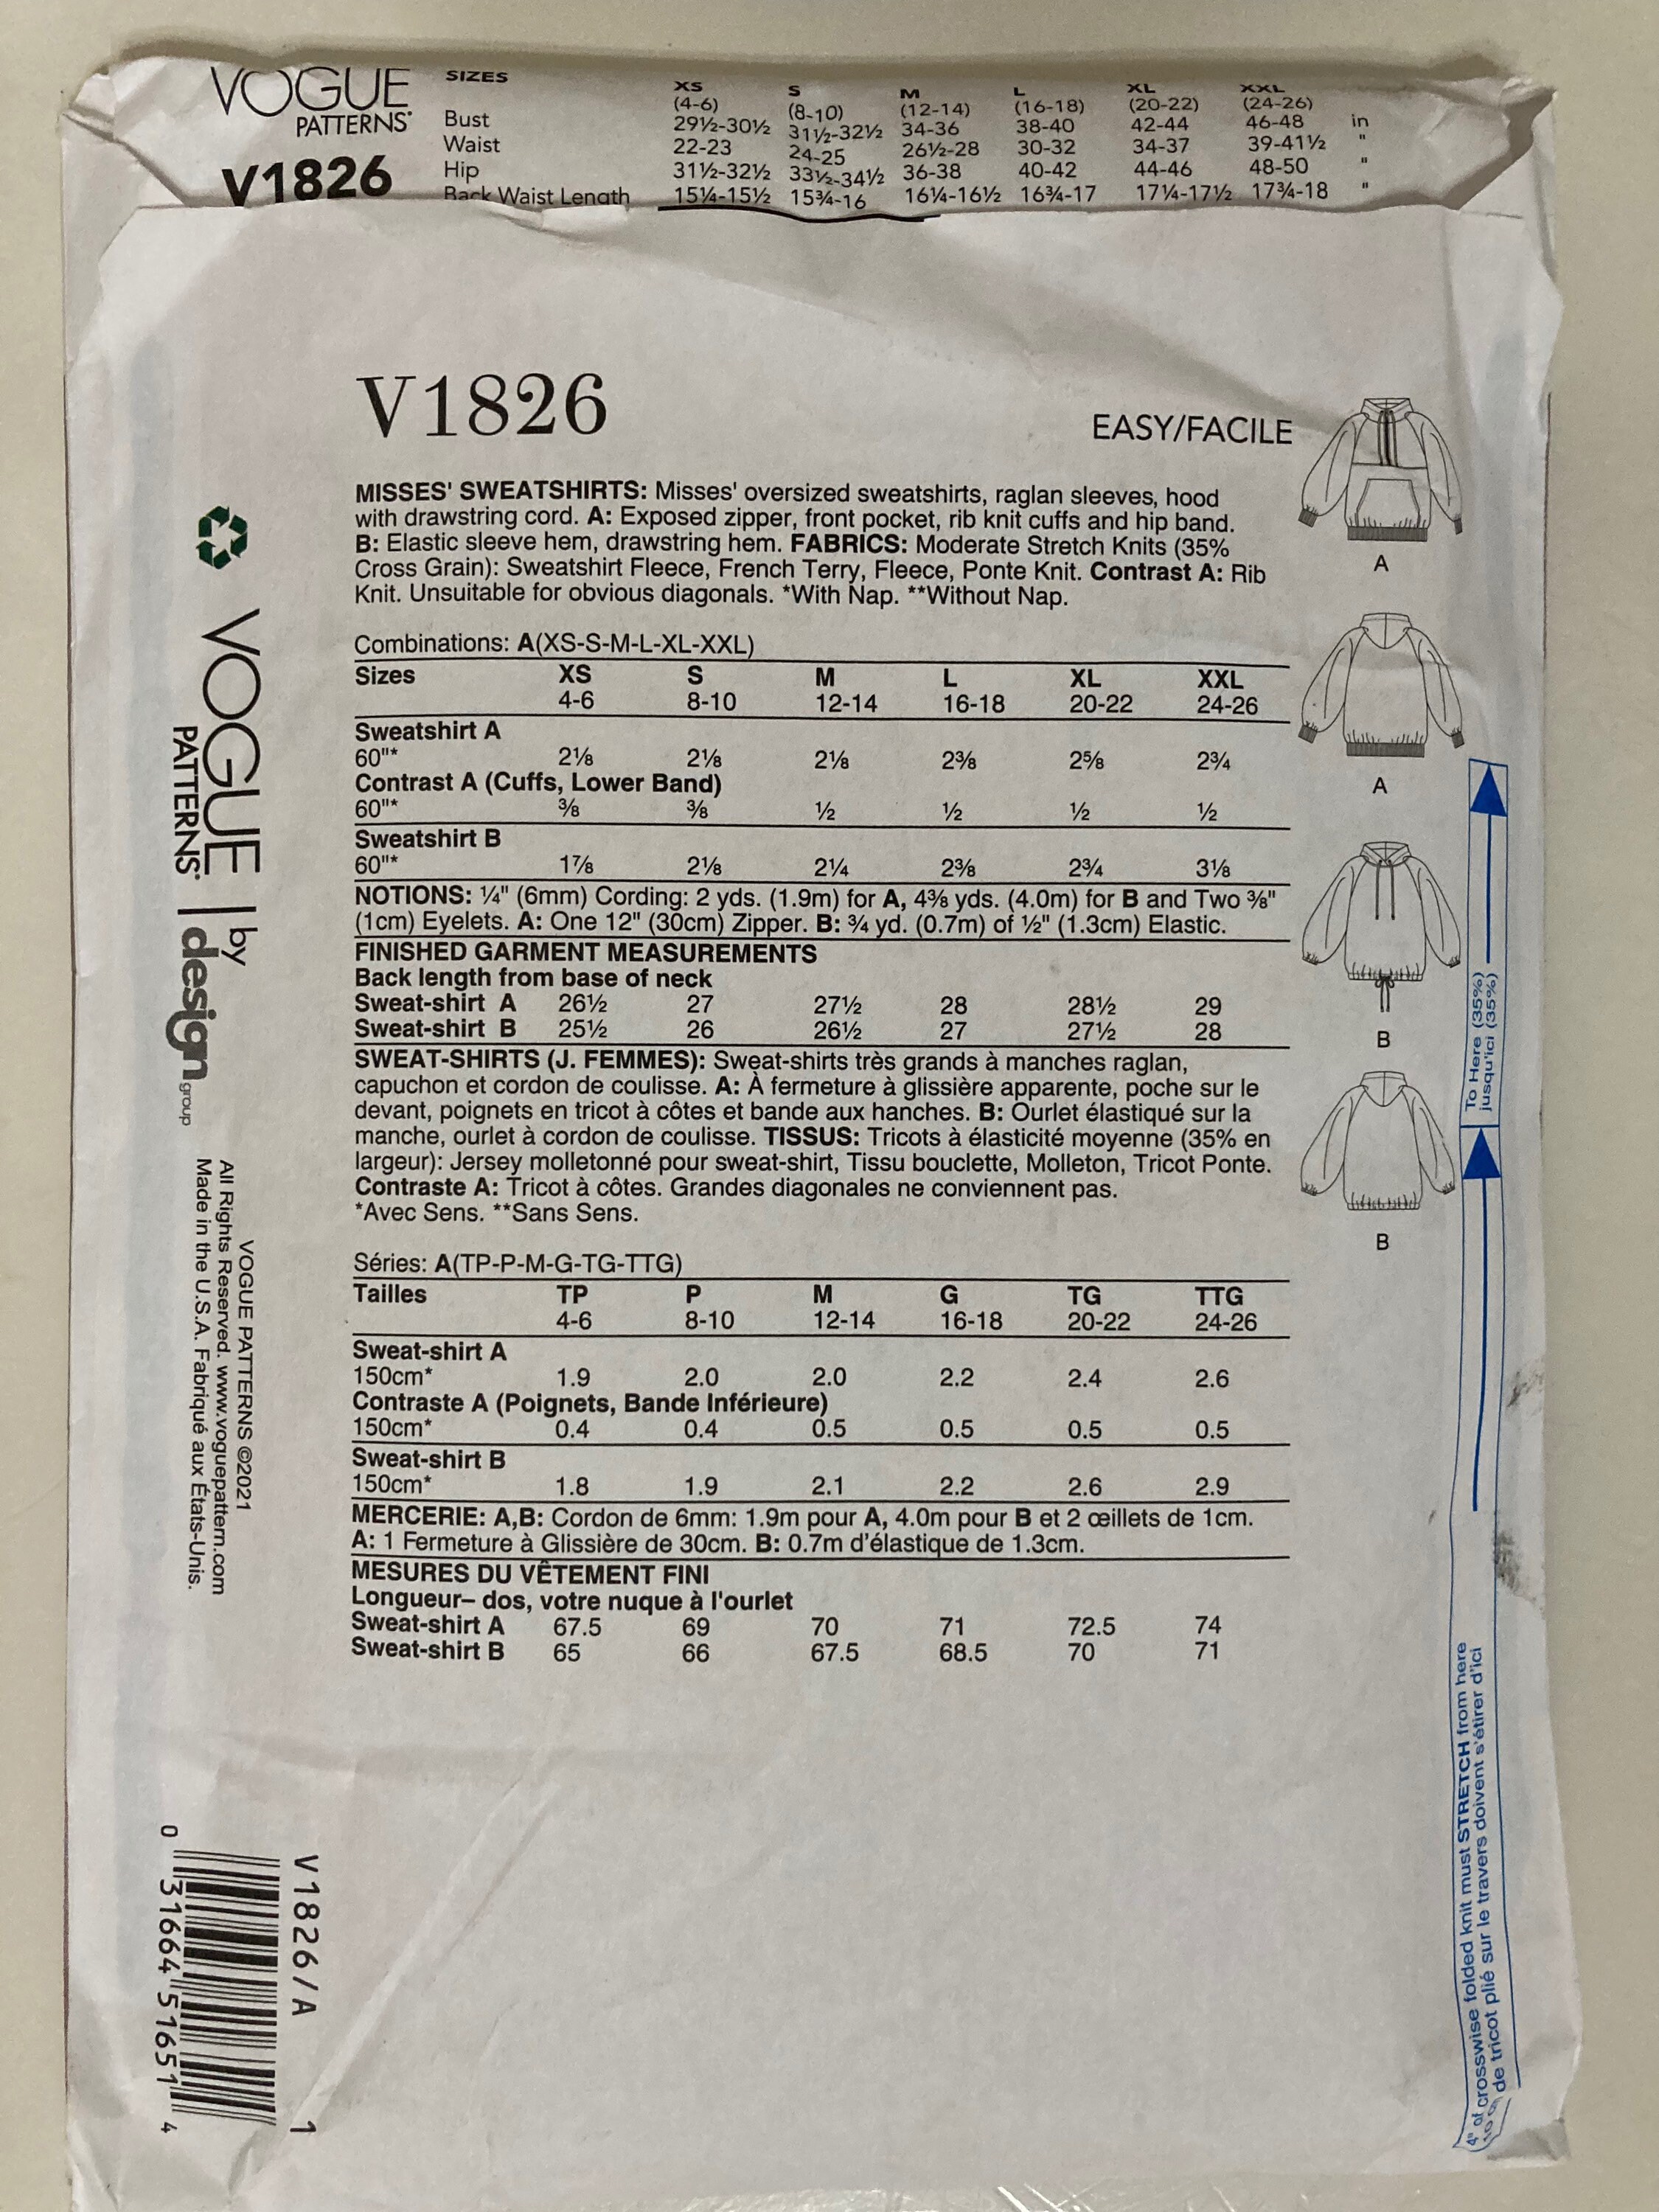 VOGUE
PATTERNS
V1826
SIZES XS S M L XL XXL
(4-6) (8-10) (12-14) (16-18) (20-22) (24-26)
Bust 29½-30½ 31½-32½ 34-36 38-40 42-44 46-48 in
Waist 22-23 24-25 26½-28 30-32 34-37 39-41½ "
Hip 31½-32½ 33½-34½ 36-38 40-42 44-46 48-50 "
Back Waist Length 15¼-15½ 15¾-16 16¼-16½ 16¾-17 17¼-17½ 17¾-18 "
V1826
EASY/FACILE
MISSES' SWEATSHIRTS: Misses' oversized sweatshirts, raglan sleeves, hood
with drawstring cord. A: Exposed zipper, front pocket, rib knit cuffs and hip band.
B: Elastic sleeve hem, drawstring hem. FABRICS: Moderate Stretch Knits (35%
Cross Grain): Sweatshirt Fleece, French Terry, Fleece, Ponte Knit. Contrast A: Rib
Knit. Unsuitable for obvious diagonals. *With Nap. **Without Nap.
Combinations: A(XS-S-M-L-XL-XXL)
Sizes XS S M L XL XXL
4-6 8-10 12-14 16-18 20-22 24-26
Sweatshirt A
60"* 2⅛ 2⅛ 2⅛ 2⅜ 2⅝ 2¾
Contrast A (Cuffs, Lower Band)
60"* ⅜ ⅜ ½ ½ ½ ½
Sweatshirt B
60"* 1⅞ 2⅛ 2¼ 2⅜ 2¾ 3⅛
NOTIONS: ¼" (6mm) Cording: 2 yds. (1.9m) for A, 4⅜ yds. (4.0m) for B and Two ⅜"
(1cm) Eyelets. A: One 12" (30cm) Zipper. B: ¾ yd. (0.7m) of ½" (1.3cm) Elastic.
FINISHED GARMENT MEASUREMENTS
Back length from base of neck
Sweat-shirt A 26½ 27 27½ 28 28½ 29
Sweat-shirt B 25½ 26 26½ 27 27½ 28
SWEAT-SHIRTS (J. FEMMES): Sweat-shirts très grands à manches raglan,
capuchon et cordon de coulisse. A: À fermeture à glissière apparente, poche sur le
devant, poignets en tricot à côtes et bande aux hanches. B: Ourlet élastiqué sur la
manche, ourlet à cordon de coulisse. TISSUS: Tricots à élasticité moyenne (35% en
largeur): Jersey molletonné pour sweat-shirt, Tissu bouclette, Molleton, Tricot Ponte.
Contraste A: Tricot à côtes. Grandes diagonales ne conviennent pas.
*Avec Sens. **Sans Sens.
Séries: A(TP-P-M-G-TG-TTG)
Tailles TP P M G TG TTG
4-6 8-10 12-14 16-18 20-22 24-26
Sweat-shirt A
150cm* 1.9 2.0 2.0 2.2 2.4 2.6
Contraste A (Poignets, Bande Inférieure)
150cm* 0.4 0.4 0.5 0.5 0.5 0.5
Sweat-shirt B
150cm* 1.8 1.9 2.1 2.2 2.6 2.9
MERCERIE: A,B: Cordon de 6mm: 1.9m pour A, 4.0m pour B et 2 œillets de 1cm.
A: 1 Fermeture à Glissière de 30cm. B: 0.7m d'élastique de 1.3cm.
MESURES DU VÊTEMENT FINI
Longueur– dos, votre nuque à l'ourlet
Sweat-shirt A 67.5 69 70 71 72.5 74
Sweat-shirt B 65 66 67.5 68.5 70 71
A
A
B
B
To Here (35%)
jusqu'ici (35%)
4" of crosswise folded knit must STRETCH from here
de tricot plié sur le travers doivent s'étirer d'ici
VOGUE
PATTERNS
by
design
group
VOGUE PATTERNS ©2021
All Rights Reserved. www.voguepattern.com
Made in the U.S.A. Fabriqué aux États-Unis.
V1826/A 1
0 31664 51651 4